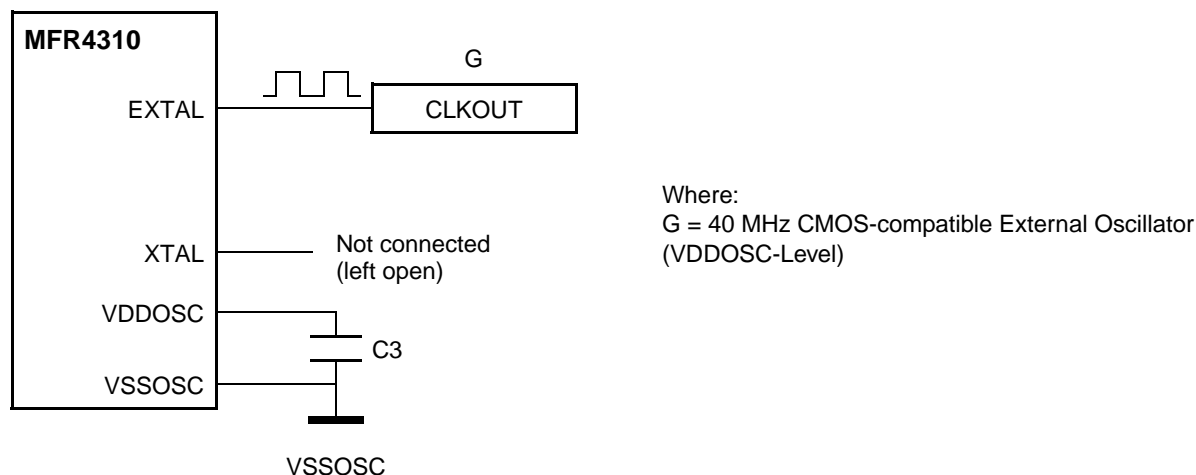 MFR4310
G
EXTAL
CLKOUT
Where:
G = 40 MHz CMOS-compatible External Oscillator
(VDDOSC-Level)
XTAL
Not connected
(left open)
VDDOSC
C3
VSSOSC
VSSOSC